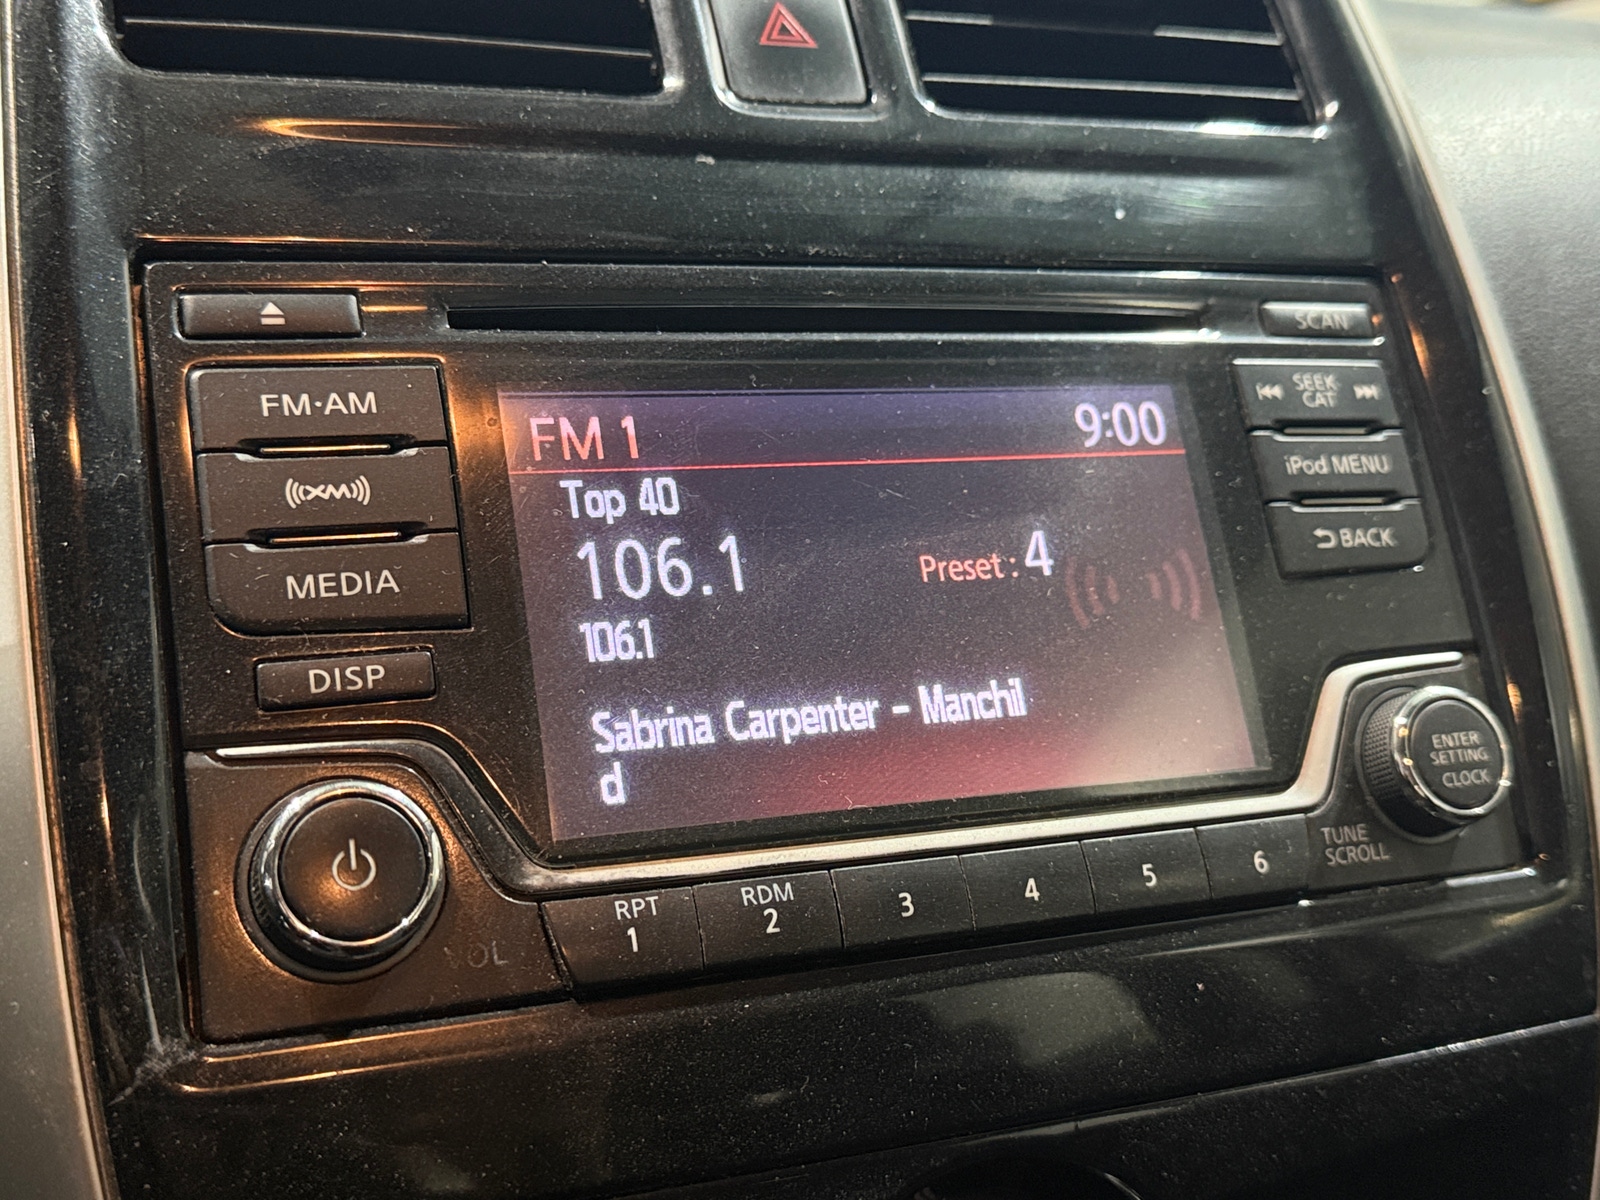 SCAN
FM·AM
SEEK·
CAT
XM
iPod MENU
MEDIA
BACK
DISP
FM 1 9:00
Top 40
106.1 Preset: 4
106.1
Sabrina Carpenter - Manchil
d
ENTER
SETTING
CLOCK
TUNE
SCROLL
VOL
RPT
1
RDM
2
3
4
5
6